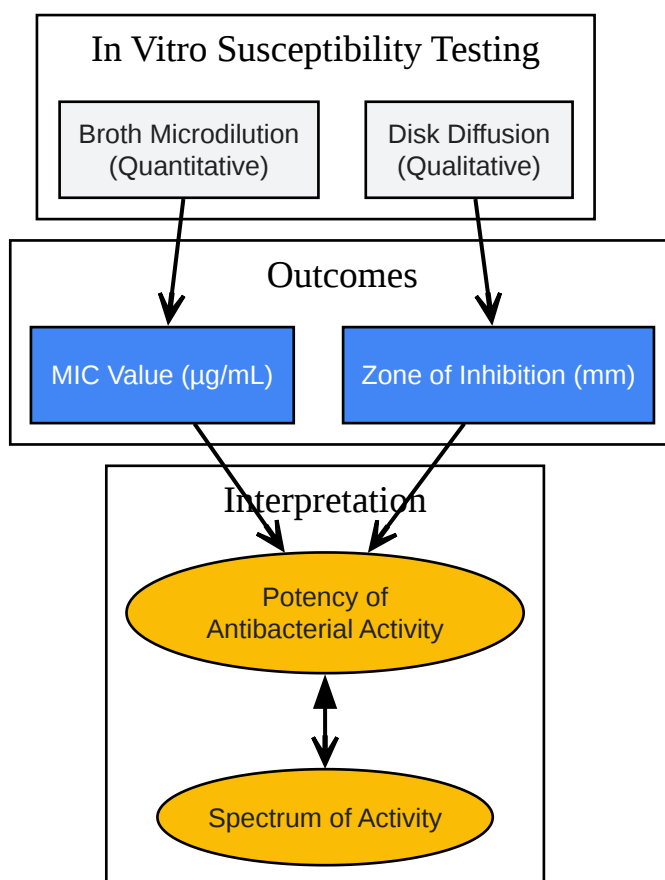 In Vitro Susceptibility Testing
Broth Microdilution
(Quantitative)
Disk Diffusion
(Qualitative)
Outcomes
MIC Value (µg/mL)
Zone of Inhibition (mm)
Interpretation
Potency of
Antibacterial Activity
Spectrum of Activity